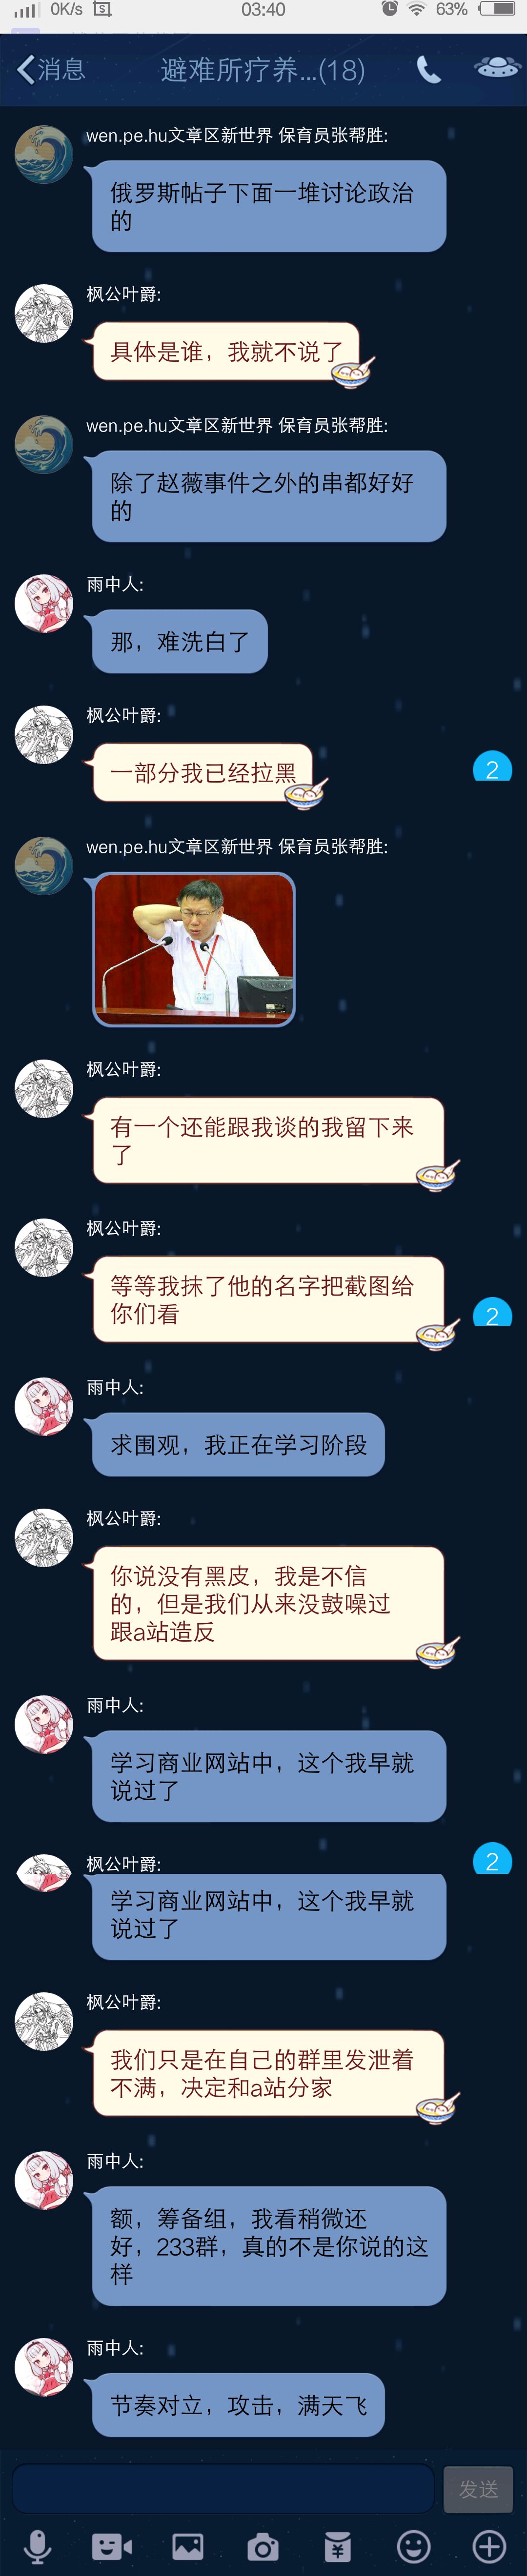 0K/s
03:40
63%
消息
避难所疗养...(18)
wen.pe.hu文章区新世界 保育员张帮胜:
俄罗斯帖子下面一堆讨论政治
的
枫公叶爵:
具体是谁，我就不说了
wen.pe.hu文章区新世界 保育员张帮胜:
除了赵薇事件之外的串都好好
的
雨中人:
那，难洗白了
枫公叶爵:
一部分我已经拉黑
2
wen.pe.hu文章区新世界 保育员张帮胜:
枫公叶爵:
有一个还能跟我谈的我留下来
了
枫公叶爵:
等等我抹了他的名字把截图给
你们看
2
雨中人:
求围观，我正在学习阶段
枫公叶爵:
你说没有黑皮，我是不信
的，但是我们从来没鼓噪过
跟a站造反
雨中人:
学习商业网站中，这个我早就
说过了
2
枫公叶爵:
学习商业网站中，这个我早就
说过了
枫公叶爵:
我们只是在自己的群里发泄着
不满，决定和a站分家
雨中人:
额，筹备组，我看稍微还
好，233群，真的不是你说的这
样
雨中人:
节奏对立，攻击，满天飞
发送